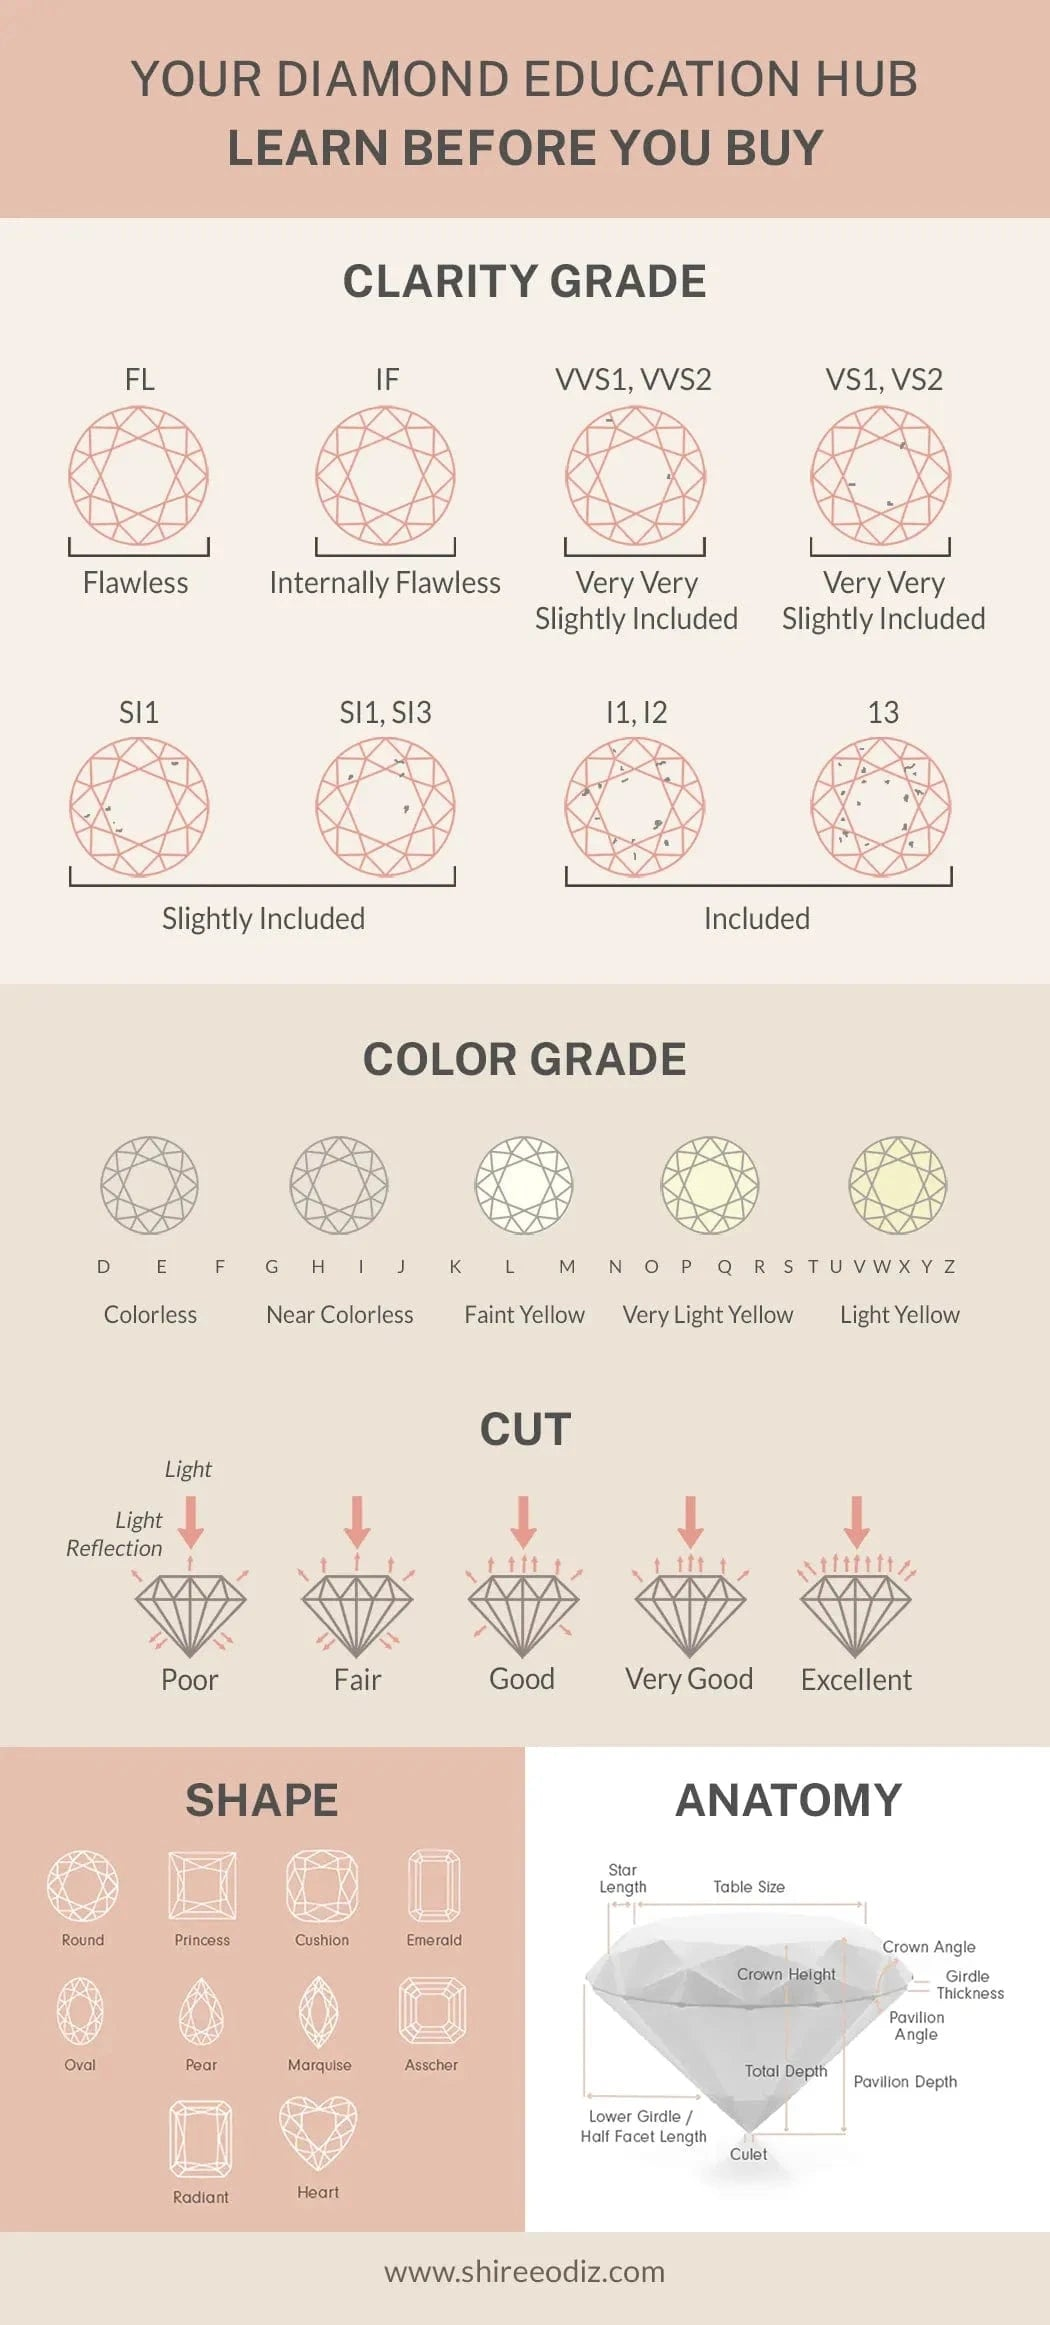 YOUR DIAMOND EDUCATION HUB
LEARN BEFORE YOU BUY
CLARITY GRADE
FL
IF
VVS1, VVS2
VS1, VS2
Flawless
Internally Flawless
Very Very
Slightly Included
Very Very
Slightly Included
SI1
SI1, SI3
I1, I2
13
Slightly Included
Included
COLOR GRADE
D E F G H I J K L M N O P Q R S T U V W X Y Z
Colorless
Near Colorless
Faint Yellow
Very Light Yellow
Light Yellow
CUT
Light
Light
Reflection
Poor
Fair
Good
Very Good
Excellent
SHAPE
Round
Princess
Cushion
Emerald
Oval
Pear
Marquise
Asscher
Radiant
Heart
ANATOMY
Star
Length
Table Size
Crown Angle
Crown Height
Girdle
Thickness
Pavilion
Angle
Total Depth
Pavilion Depth
Lower Girdle /
Half Facet Length
Culet
www.shireeodiz.com